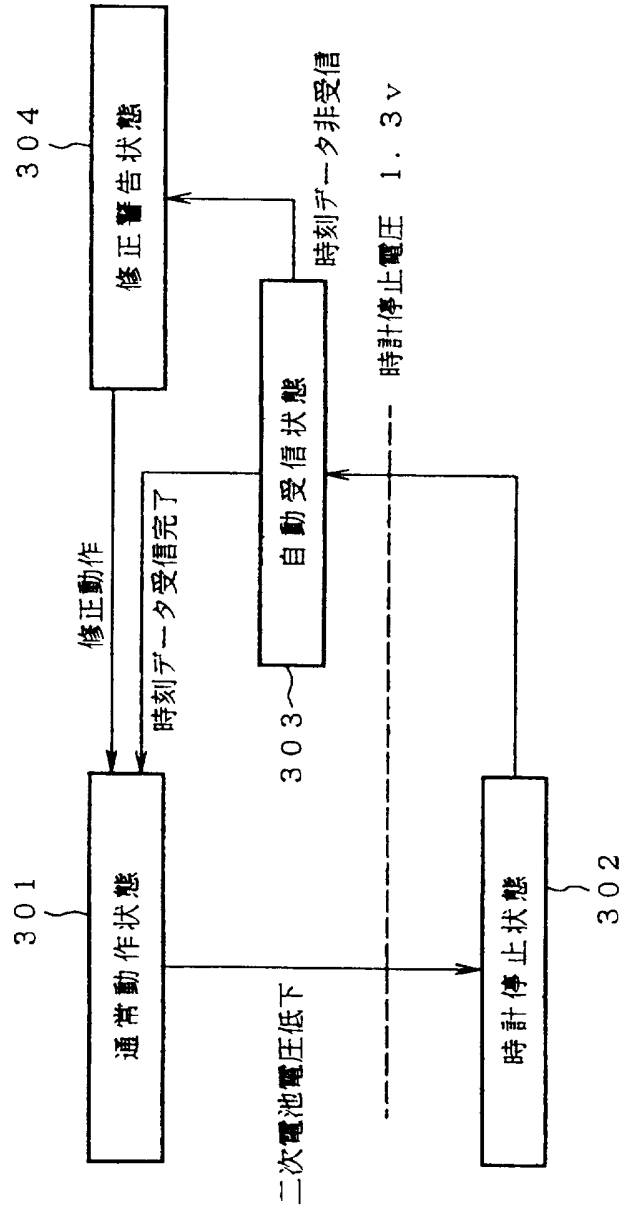 301
通常動作状態
修正動作
304
修正警告状態
時刻データ受信完了
303
自動受信状態
時刻データ非受信
二次電池電圧低下
時計停止電圧 1.3v
時計停止状態
302